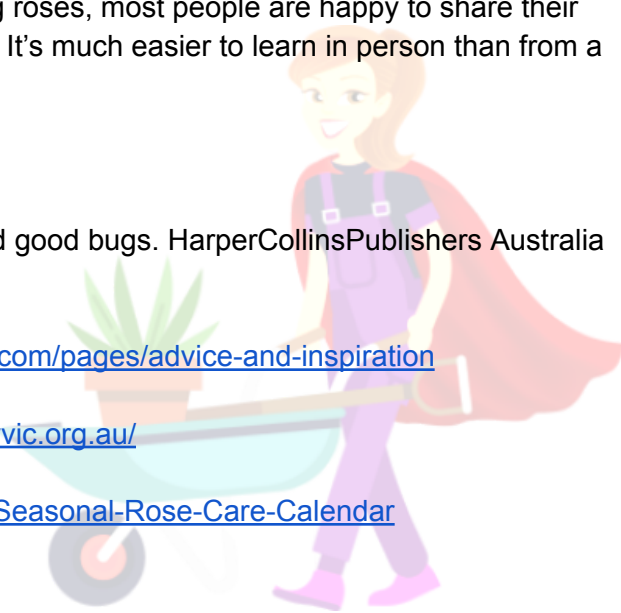 g roses, most people are happy to share their
It’s much easier to learn in person than from a
d good bugs. HarperCollinsPublishers Australia
com/pages/advice-and-inspiration
vic.org.au/
Seasonal-Rose-Care-Calendar